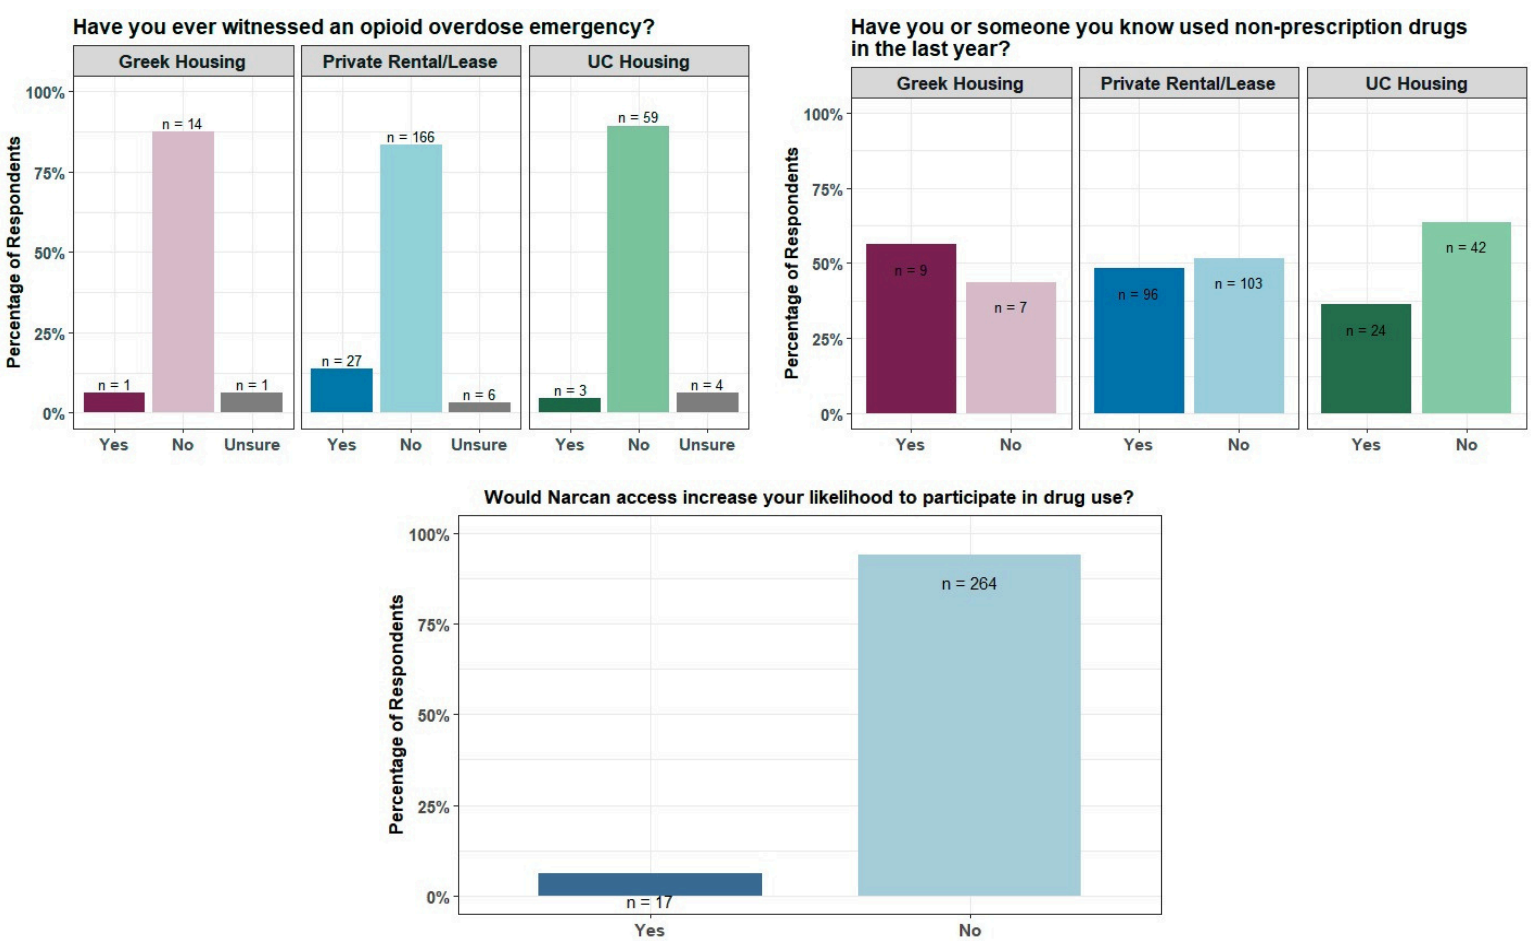 Have you ever witnessed an opioid overdose emergency?
Greek Housing
Private Rental/Lease
UC Housing
Percentage of Respondents
100%
75%
50%
25%
0%
n = 1
n = 14
n = 1
n = 27
n = 166
n = 6
n = 3
n = 59
n = 4
Yes
No
Unsure
Yes
No
Unsure
Yes
No
Unsure
Have you or someone you know used non-prescription drugs
in the last year?
Greek Housing
Private Rental/Lease
UC Housing
Percentage of Respondents
100%
75%
50%
25%
0%
n = 9
n = 7
n = 96
n = 103
n = 24
n = 42
Yes
No
Yes
No
Yes
No
Would Narcan access increase your likelihood to participate in drug use?
Percentage of Respondents
100%
75%
50%
25%
0%
n = 17
n = 264
Yes
No